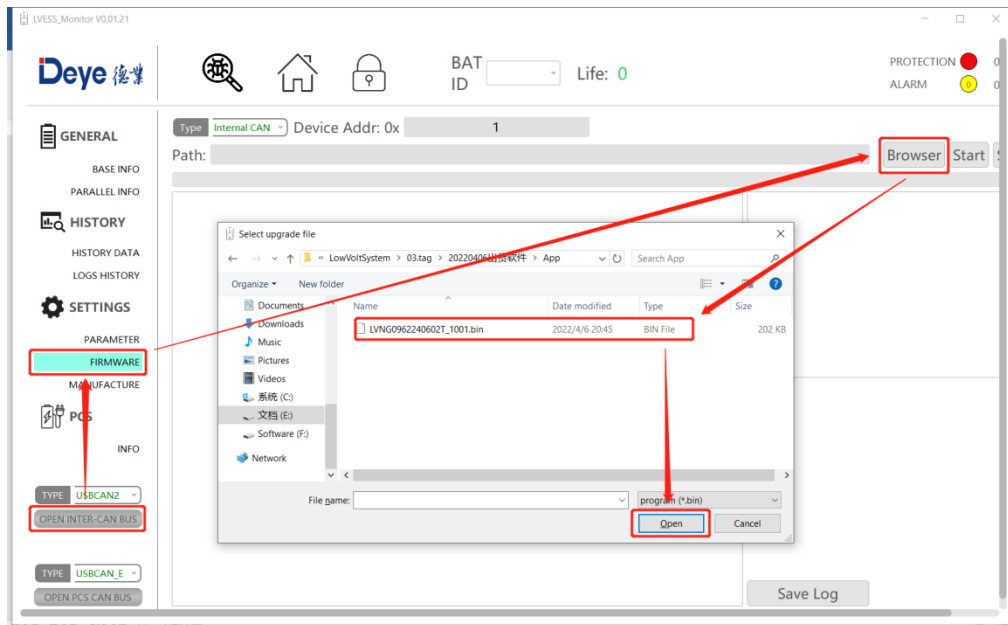 LVESS_Monitor V0.01.21
Deye 德業
BAT ID
Life: 0
PROTECTION 0
ALARM 0 0
GENERAL
BASE INFO
PARALLEL INFO
HISTORY
HISTORY DATA
LOGS HISTORY
SETTINGS
PARAMETER
FIRMWARE
MANUFACTURE
PCS
INFO
TYPE USBCAN2
OPEN INTER-CAN BUS
TYPE USBCAN_E
OPEN PCS CAN BUS
Type Internal CAN Device Addr: 0x 1
Path: Browser Start
Select upgrade file
« LowVoltSystem > 03.tag > 20220406出货软件 > App Search App
Organize New folder
Name Date modified Type Size
LVNG0962240602T_1001.bin 2022/4/6 20:45 BIN File 202 KB
Documents
Downloads
Music
Pictures
Videos
系统 (C:)
文档 (E:)
Software (F:)
Network
File name: program (*.bin)
Open Cancel
Save Log